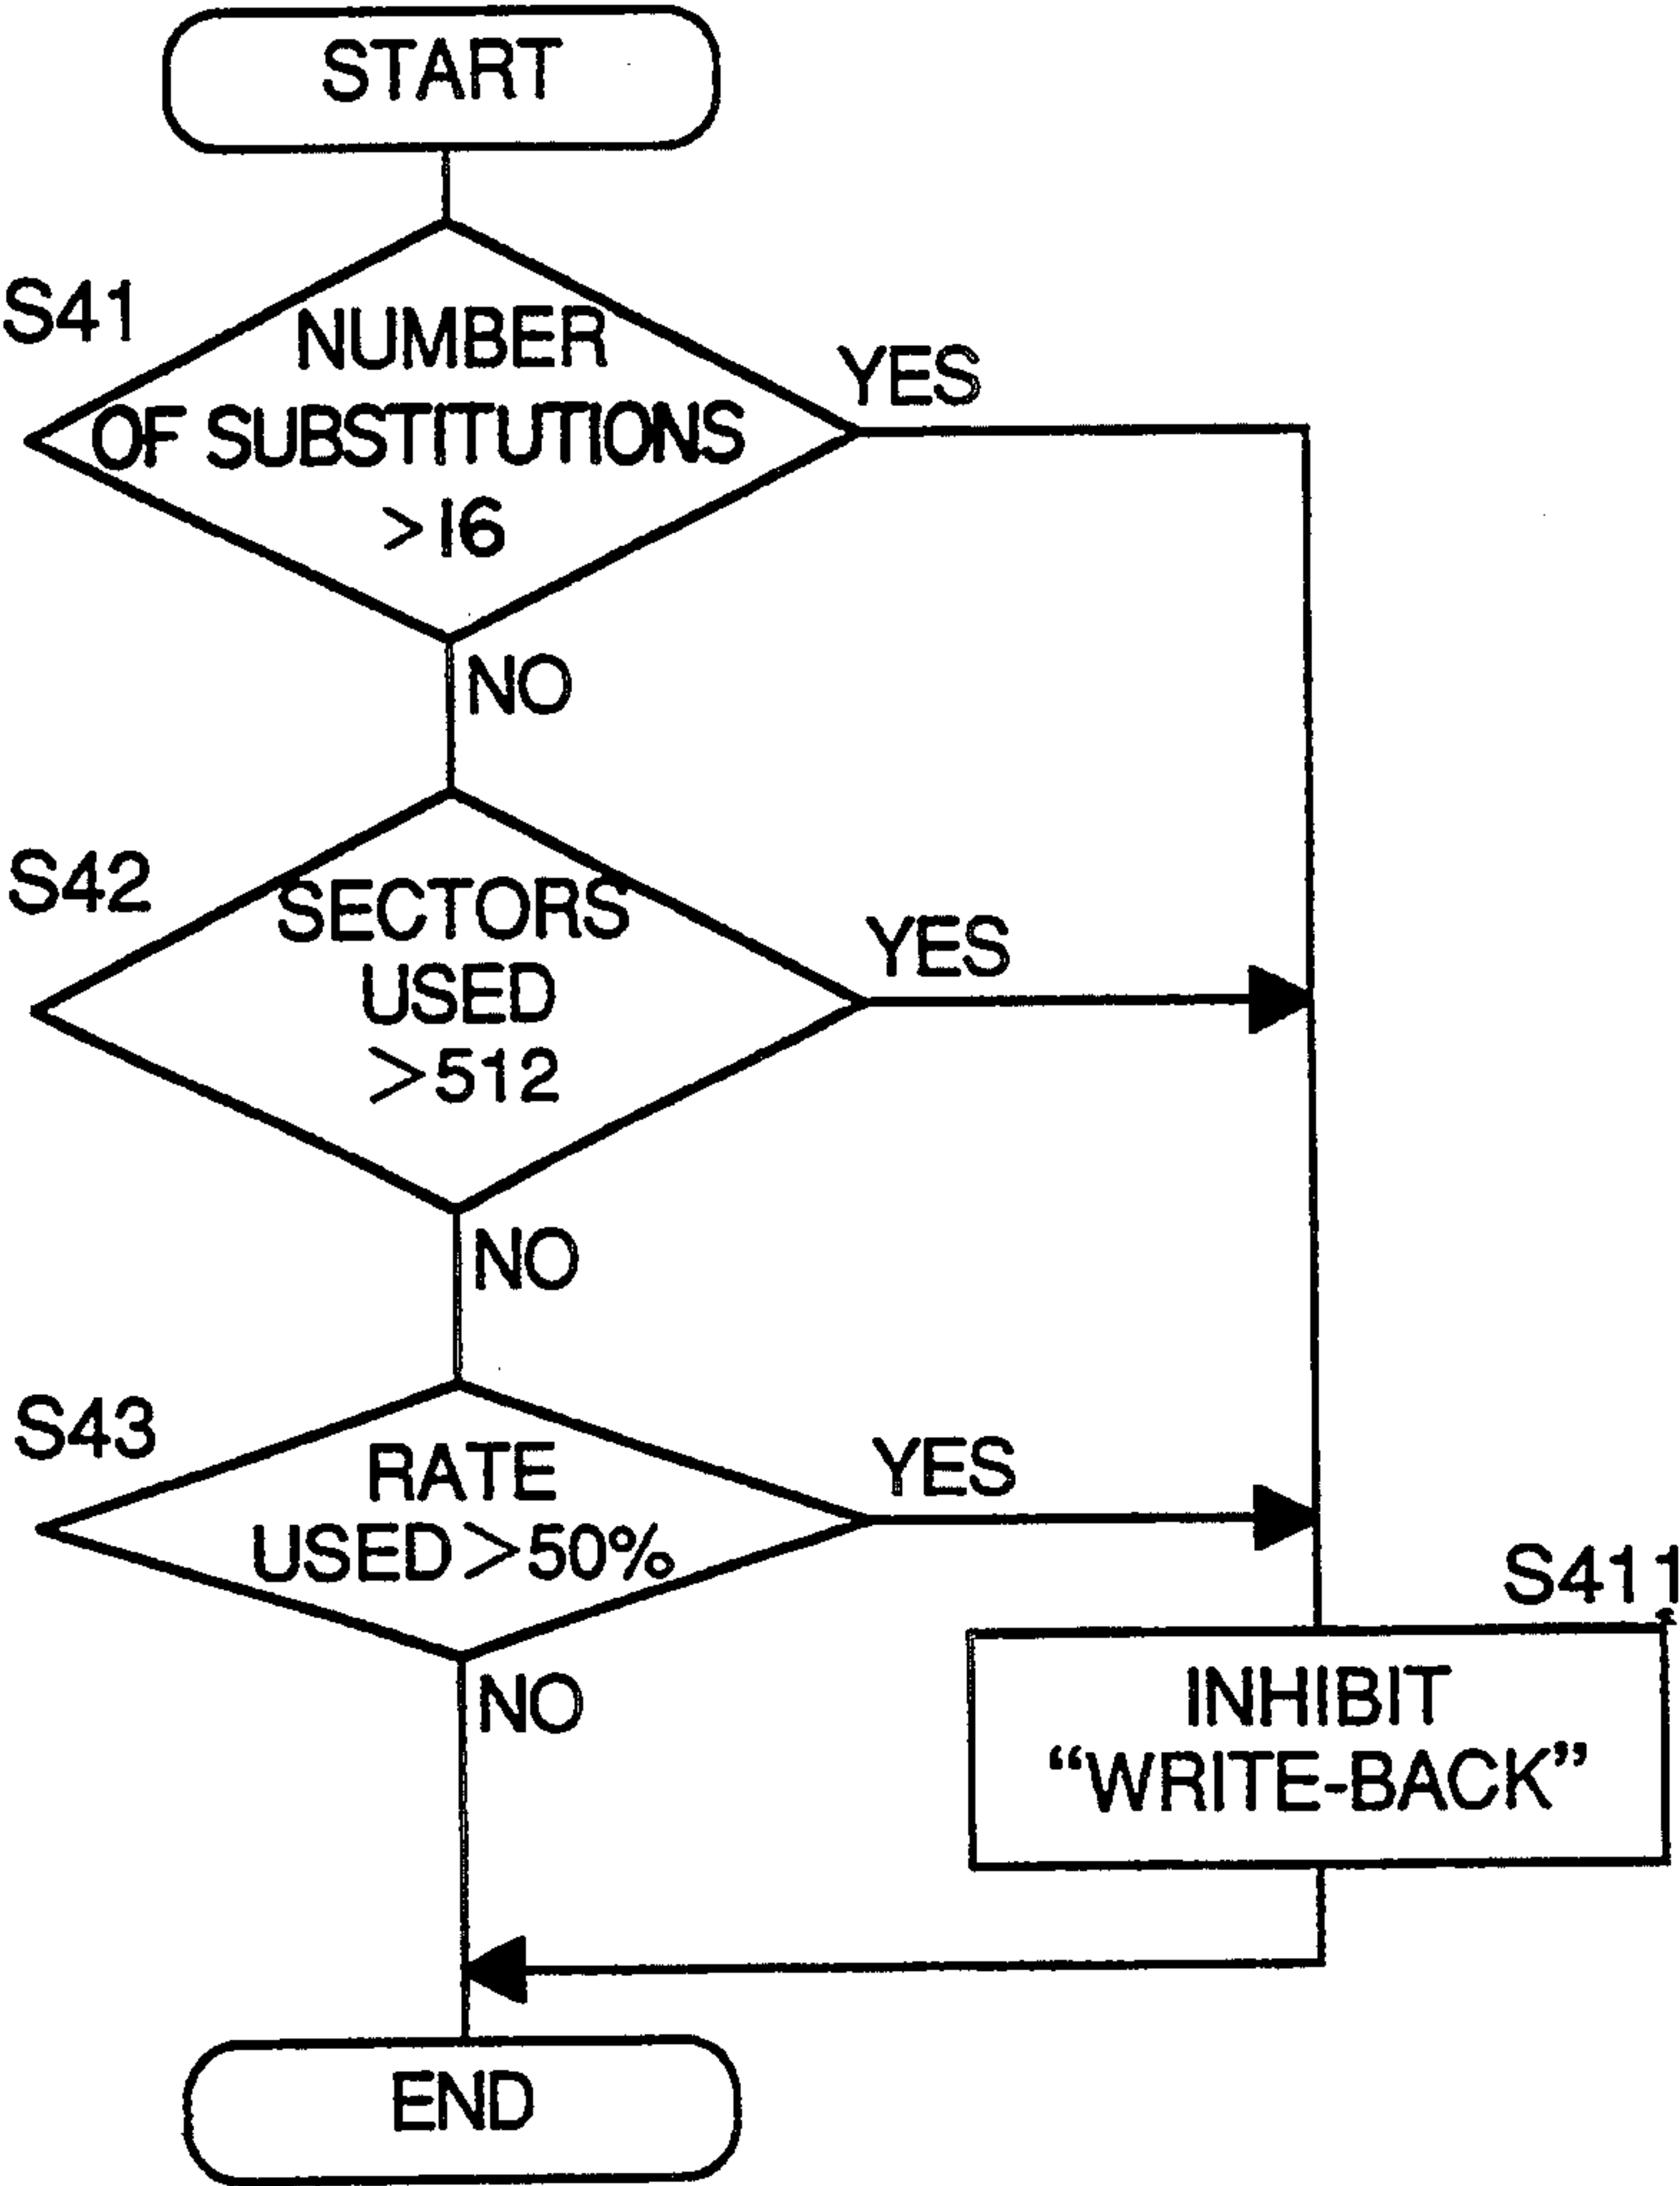 START
S41
NUMBER
OF SUBSTITUTIONS
>16
YES
NO
S42
SECTORS
USED
>512
YES
NO
S43
RATE
USED>50%
YES
NO
S411
INHIBIT
“WRITE-BACK”
END